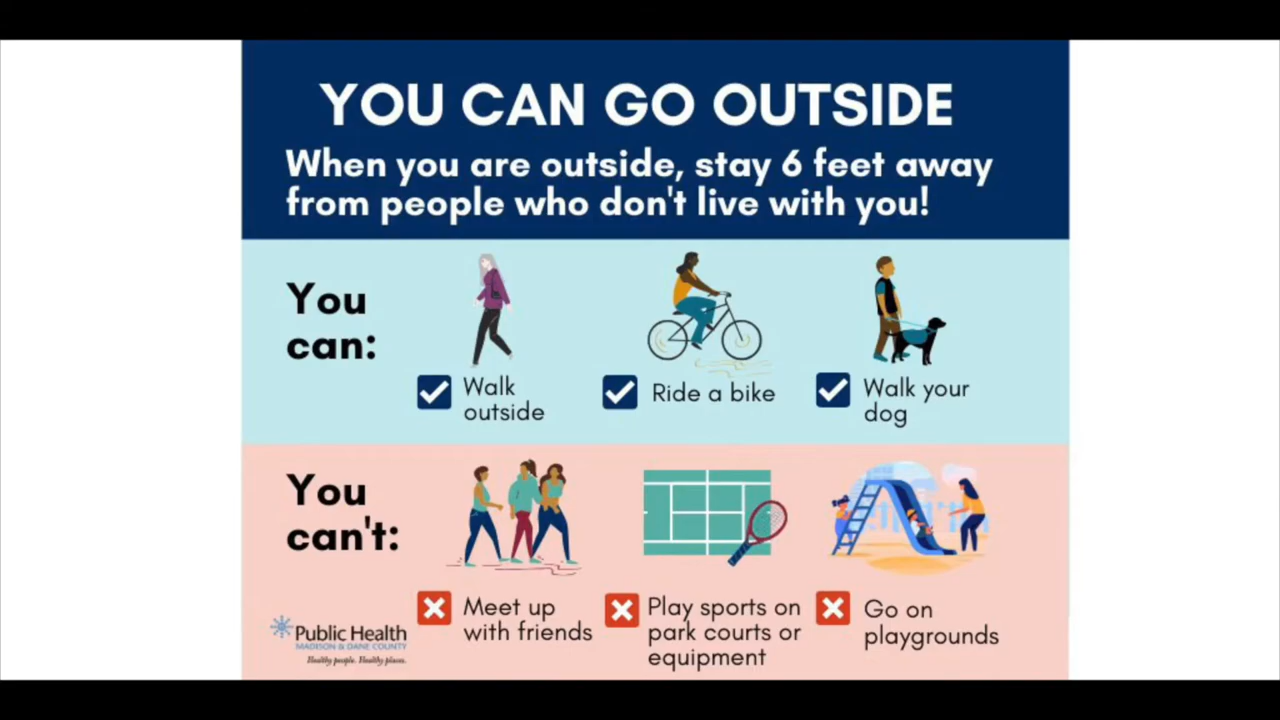 YOU CAN GO OUTSIDE
When you are outside, stay 6 feet away
from people who don't live with you!
You
can:
Walk
outside
Ride a bike
Walk your
dog
You
can't:
Meet up
with friends
Play sports on
park courts or
equipment
Go on
playgrounds
Public Health
MADISON & DANE COUNTY
Healthy people. Healthy places.